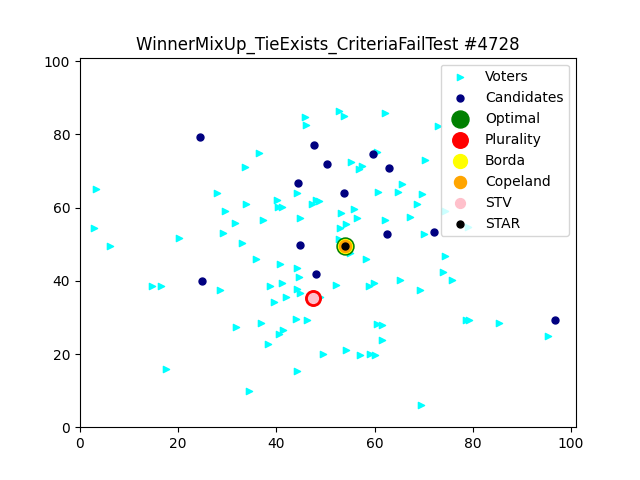 WinnerMixUp_TieExists_CriteriaFailTest #4728
Voters
Candidates
Optimal
Plurality
Borda
Copeland
STV
STAR
100
80
60
40
20
0
0 20 40 60 80 100